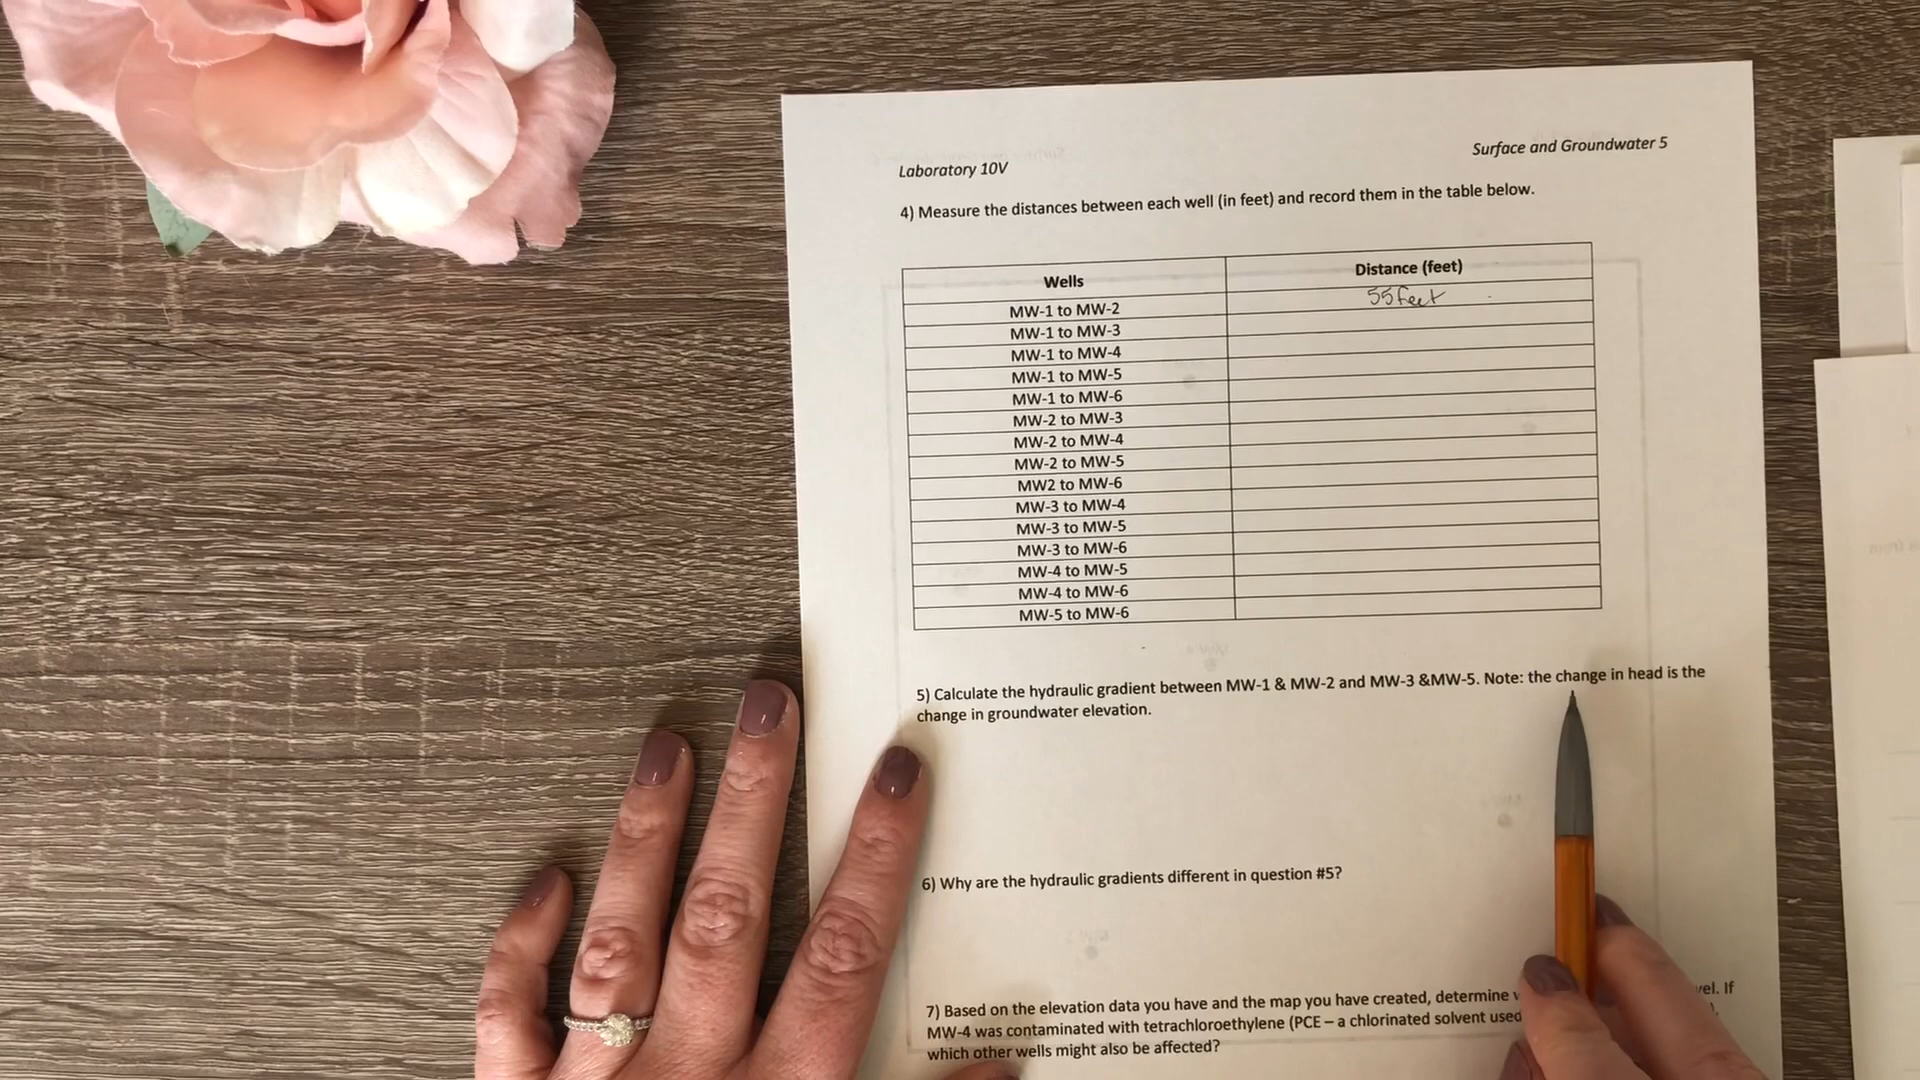 Surface and Groundwater 5
Laboratory 10V
4) Measure the distances between each well (in feet) and record them in the table below.
Wells Distance (feet)
MW-1 to MW-2 55 feet
MW-1 to MW-3
MW-1 to MW-4
MW-1 to MW-5
MW-1 to MW-6
MW-2 to MW-3
MW-2 to MW-4
MW-2 to MW-5
MW2 to MW-6
MW-3 to MW-4
MW-3 to MW-5
MW-3 to MW-6
MW-4 to MW-5
MW-4 to MW-6
MW-5 to MW-6
5) Calculate the hydraulic gradient between MW-1 & MW-2 and MW-3 &MW-5. Note: the change in head is the
change in groundwater elevation.
6) Why are the hydraulic gradients different in question #5?
7) Based on the elevation data you have and the map you have created, determine If
MW-4 was contaminated with tetrachloroethylene (PCE – a chlorinated solvent used
which other wells might also be affected?